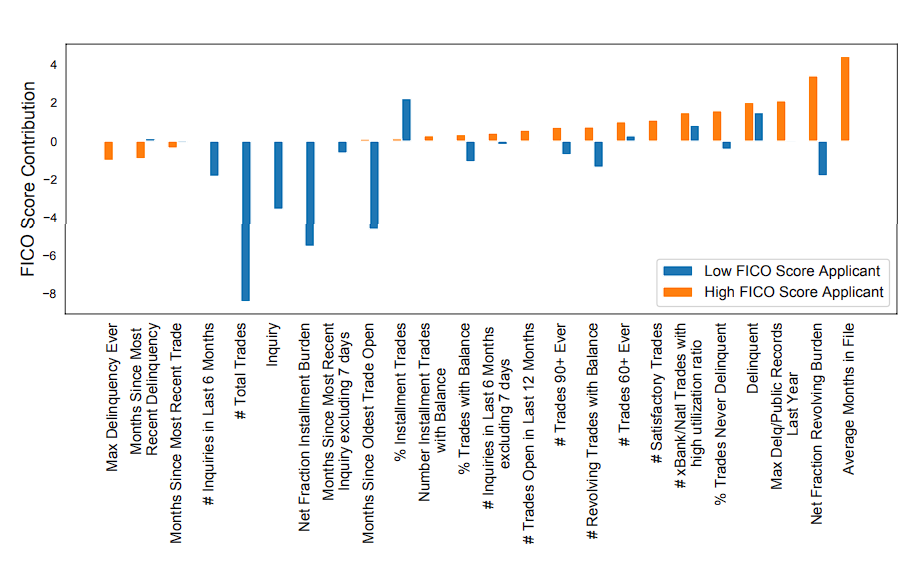 FICO Score Contribution
4
2
0
−2
−4
−6
−8
Low FICO Score Applicant
High FICO Score Applicant
Max Delinquency Ever
Months Since Most
Recent Delinquency
Months Since Most Recent Trade
# Inquiries in Last 6 Months
# Total Trades
Inquiry
Net Fraction Installment Burden
Months Since Most Recent
Inquiry excluding 7 days
Months Since Oldest Trade Open
% Installment Trades
Number Installment Trades
with Balance
% Trades with Balance
# Inquiries in Last 6 Months
excluding 7 days
# Trades Open in Last 12 Months
# Trades 90+ Ever
# Revolving Trades with Balance
# Trades 60+ Ever
# Satisfactory Trades
# xBank/Natl Trades with
high utilization ratio
% Trades Never Delinquent
Delinquent
Max Delq/Public Records
Last Year
Net Fraction Revolving Burden
Average Months in File